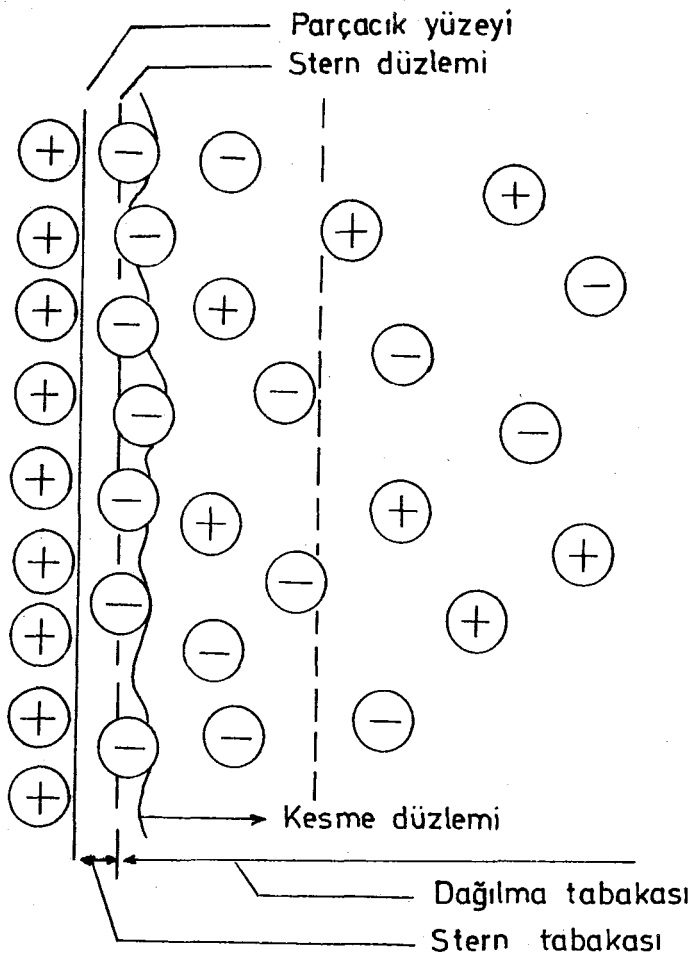 Parçacık yüzeyi
Stern düzlemi
Kesme düzlemi
Dağılma tabakası
Stern tabakası